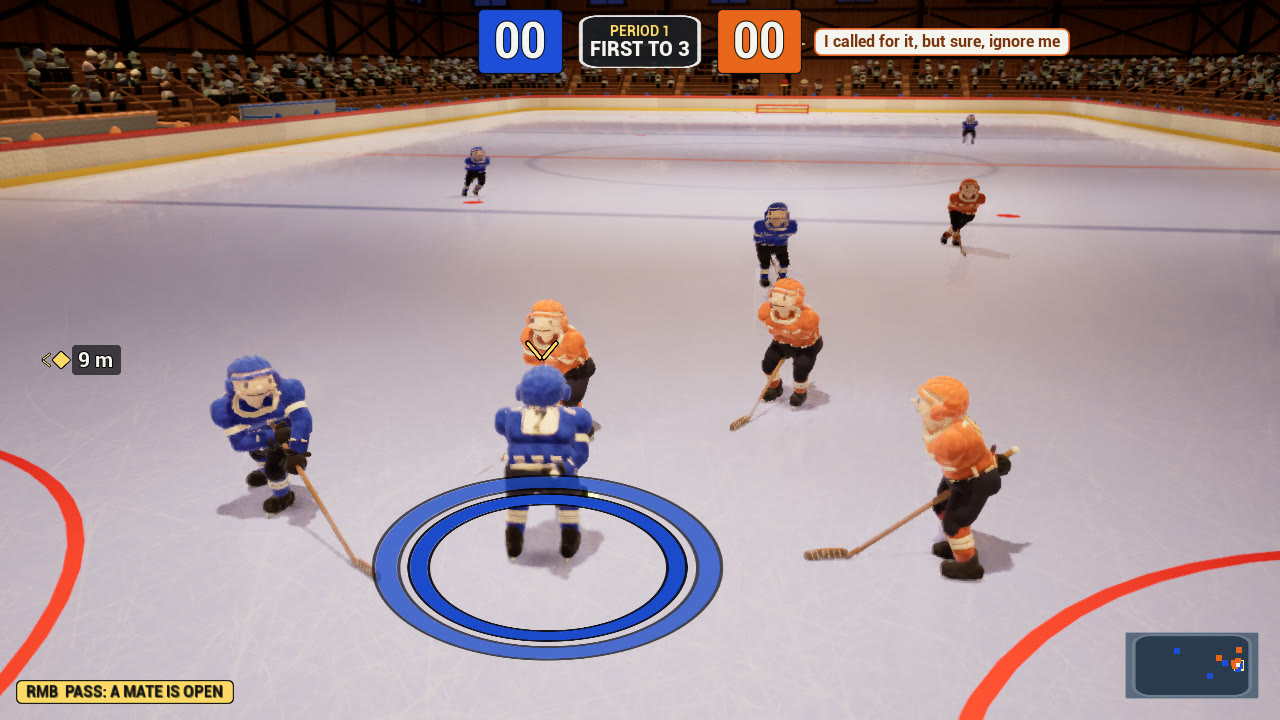 00
PERIOD 1
FIRST TO 3
00
I called for it, but sure, ignore me
9 m
7
RMB PASS: A MATE IS OPEN